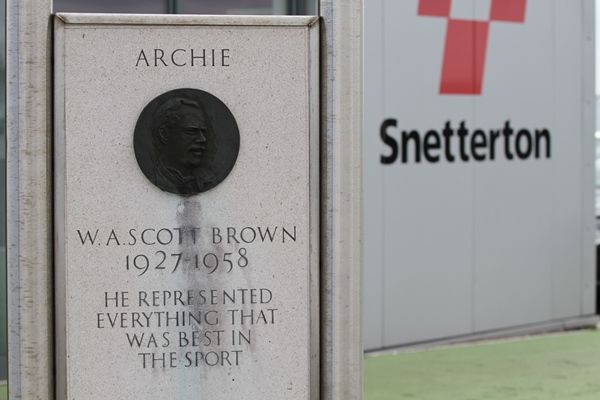 ARCHIE
W.A.SCOTT BROWN
1927-1958
HE REPRESENTED
EVERYTHING THAT
WAS BEST IN
THE SPORT
Snetterton